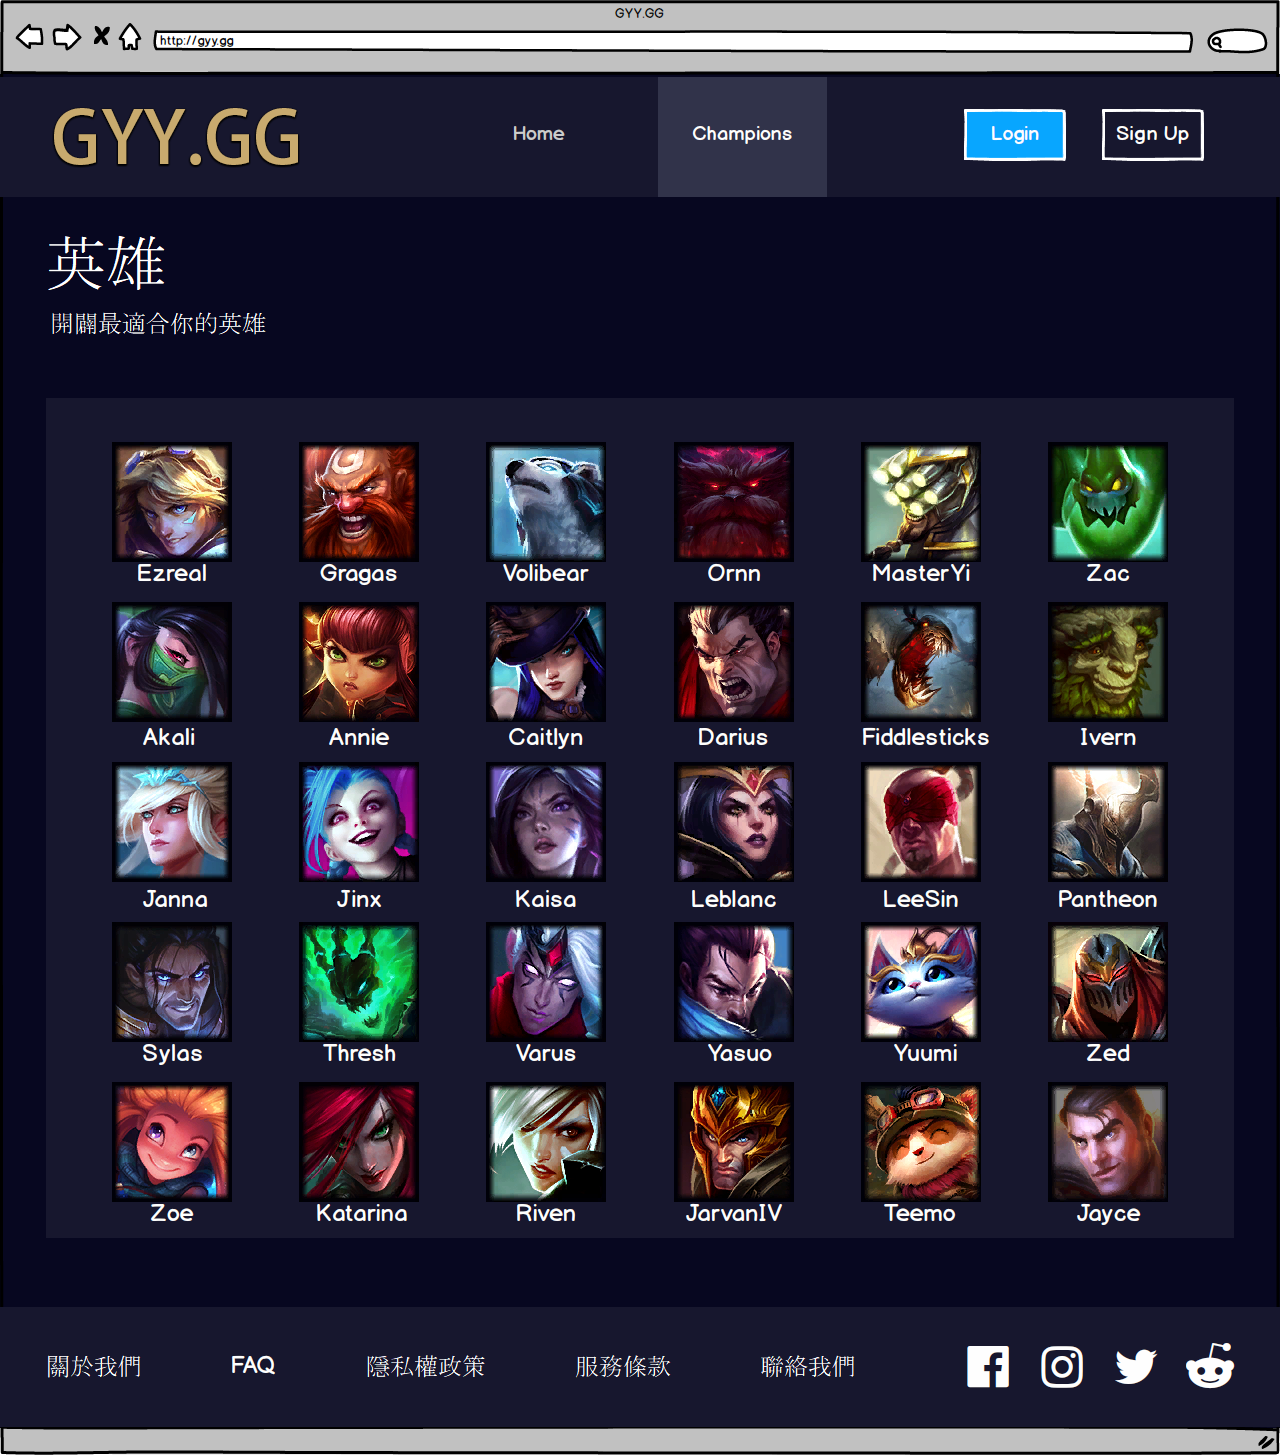 GYY.GG
http://gyy.gg
GYY.GG
Home
Champions
Login
Sign Up
英雄
開闢最適合你的英雄
Ezreal
Gragas
Volibear
Ornn
MasterYi
Zac
Akali
Annie
Caitlyn
Darius
Fiddlesticks
Ivern
Janna
Jinx
Kaisa
Leblanc
LeeSin
Pantheon
Sylas
Thresh
Varus
Yasuo
Yuumi
Zed
Zoe
Katarina
Riven
JarvanIV
Teemo
Jayce
關於我們
FAQ
隱私權政策
服務條款
聯絡我們